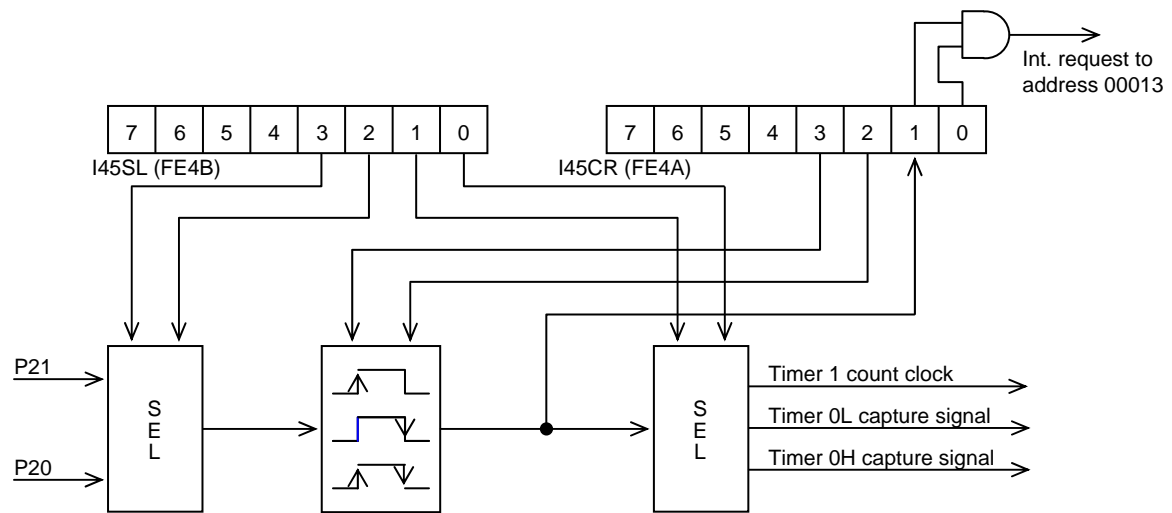 Int. request to
address 00013
7 6 5 4 3 2 1 0
7 6 5 4 3 2 1 0
I45SL (FE4B)
I45CR (FE4A)
P21
P20
S
E
L
S
E
L
Timer 1 count clock
Timer 0L capture signal
Timer 0H capture signal